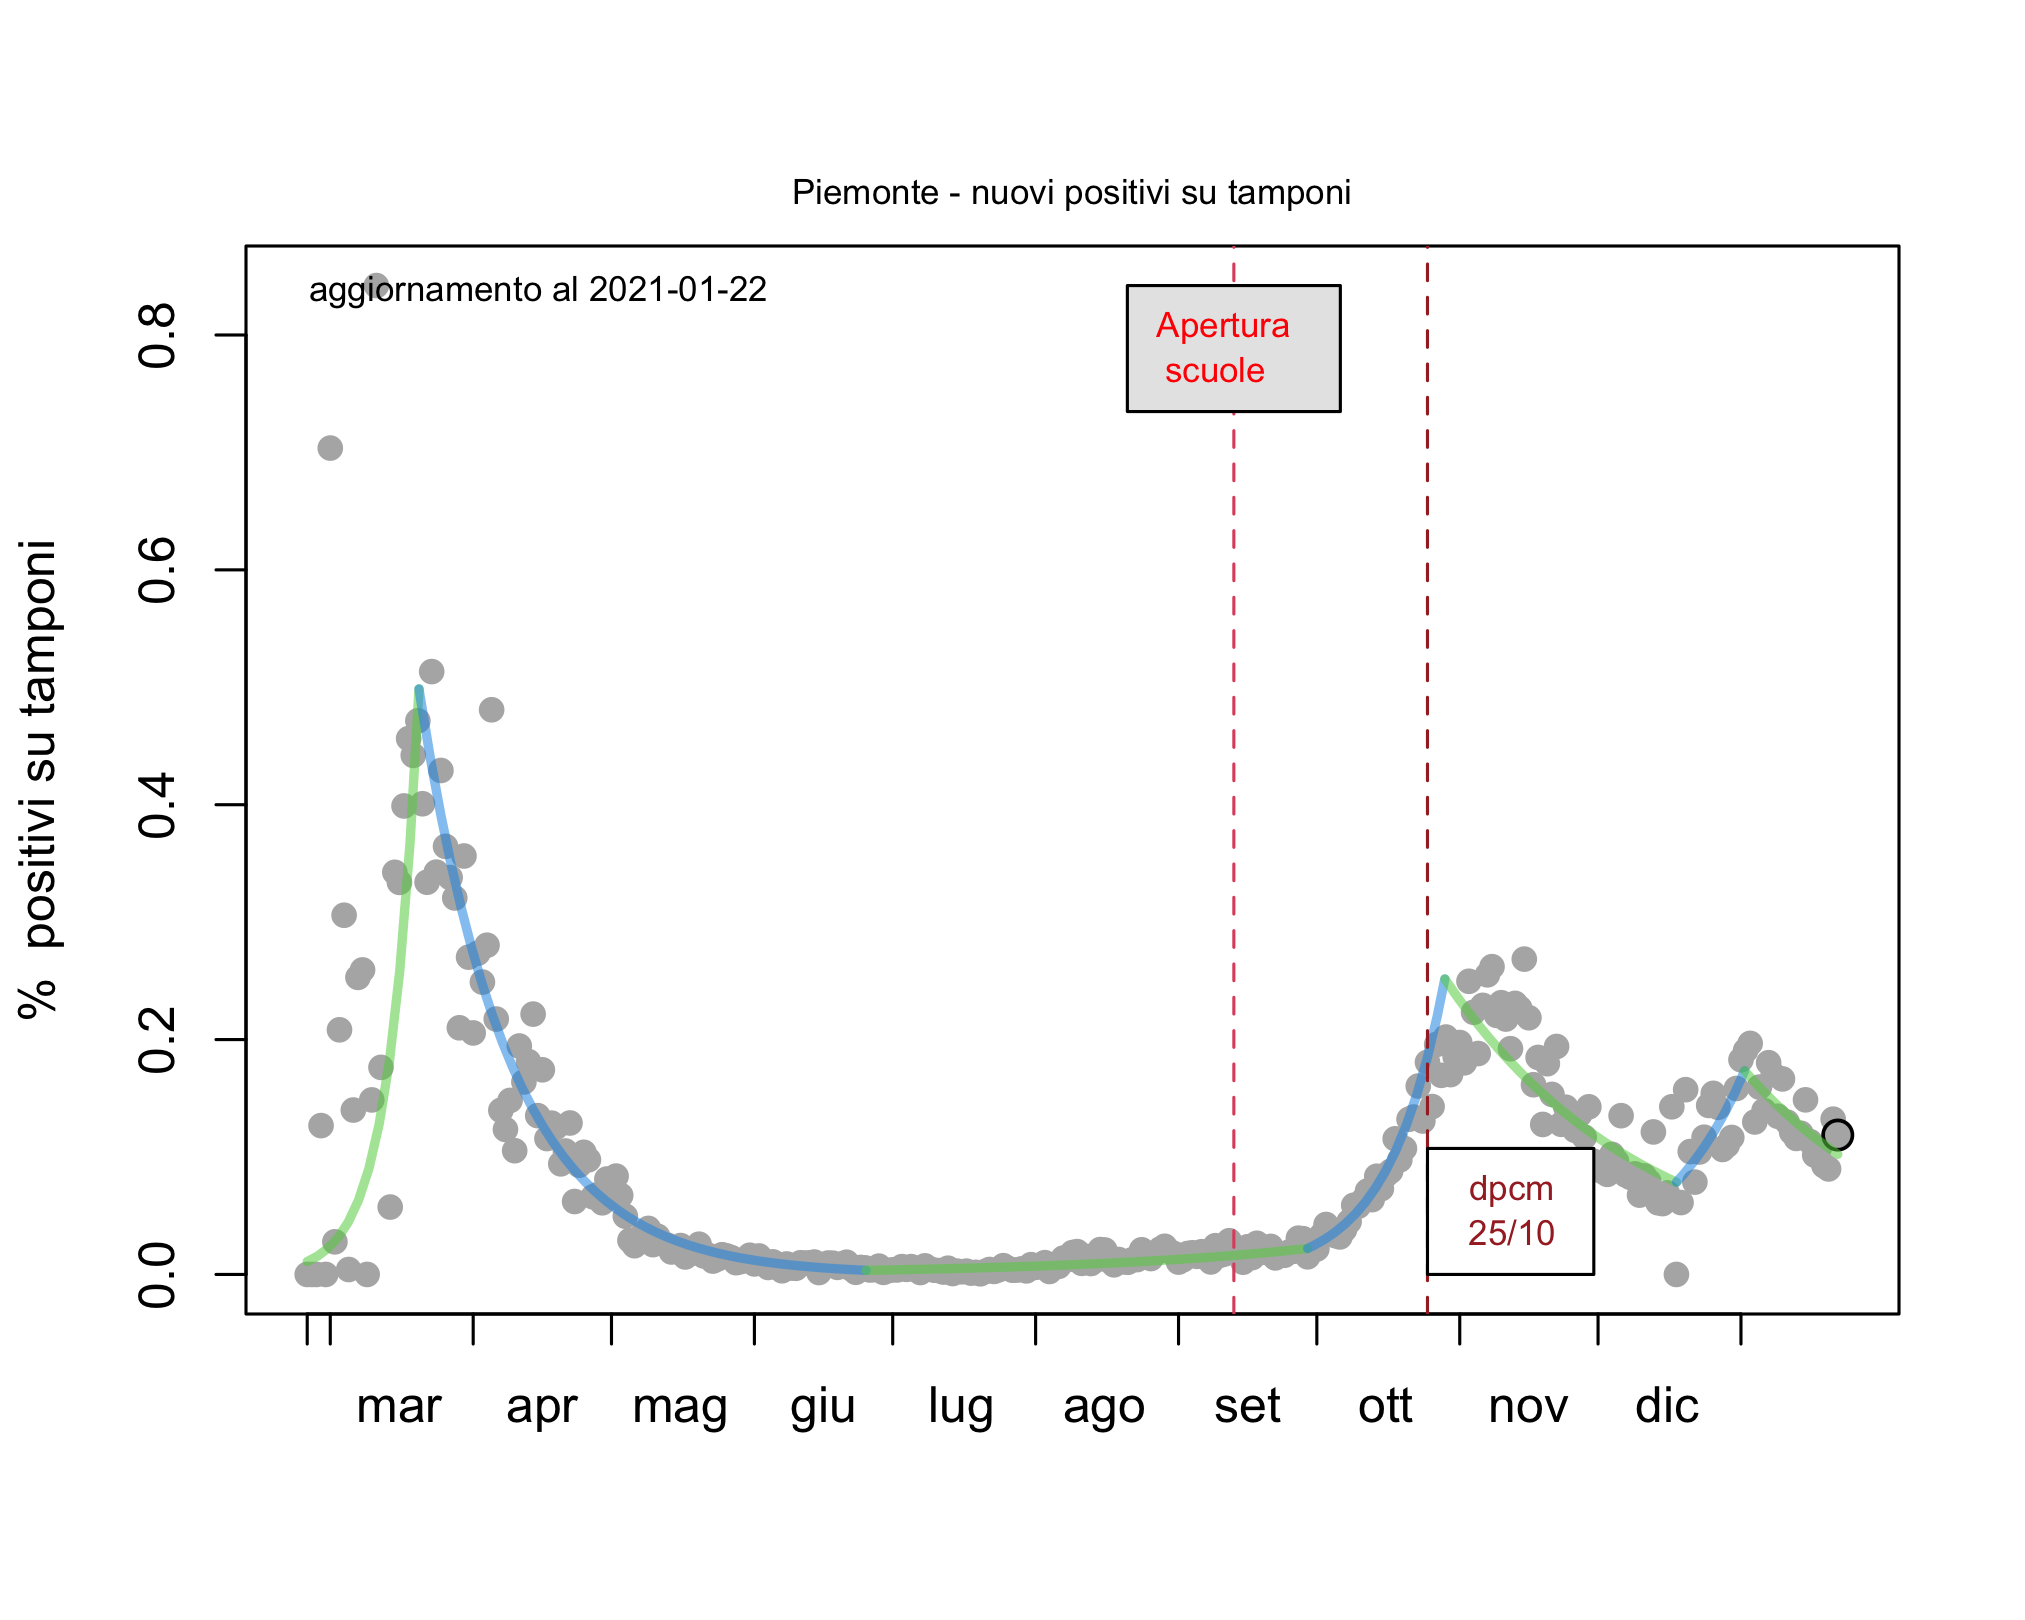 Piemonte - nuovi positivi su tamponi
aggiornamento al 2021-01-22
Apertura
scuole
dpcm
25/10
% positivi su tamponi
0.8
0.6
0.4
0.2
0.0
mar apr mag giu lug ago set ott nov dic